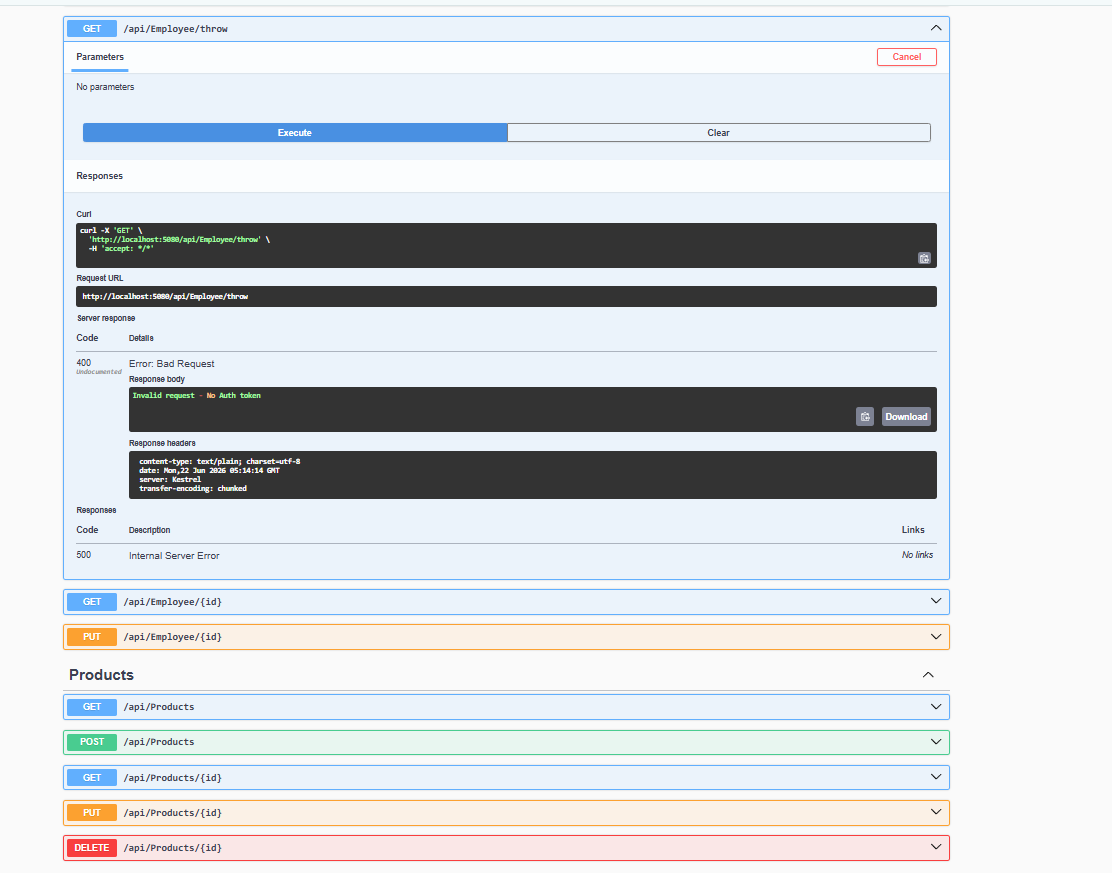 GET /api/Employee/throw
Parameters
Cancel
No parameters
Execute
Clear
Responses
Curl
curl -X 'GET' \
'http://localhost:5080/api/Employee/throw' \
-H 'accept: */*'
Request URL
http://localhost:5080/api/Employee/throw
Server response
Code Details
400 Error: Bad Request
Undocumented
Response body
Invalid request - No Auth token
Download
Response headers
content-type: text/plain; charset=utf-8
date: Mon,22 Jun 2026 05:14:14 GMT
server: Kestrel
transfer-encoding: chunked
Responses
Code Description Links
500 Internal Server Error No links
GET /api/Employee/{id}
PUT /api/Employee/{id}
Products
GET /api/Products
POST /api/Products
GET /api/Products/{id}
PUT /api/Products/{id}
DELETE /api/Products/{id}